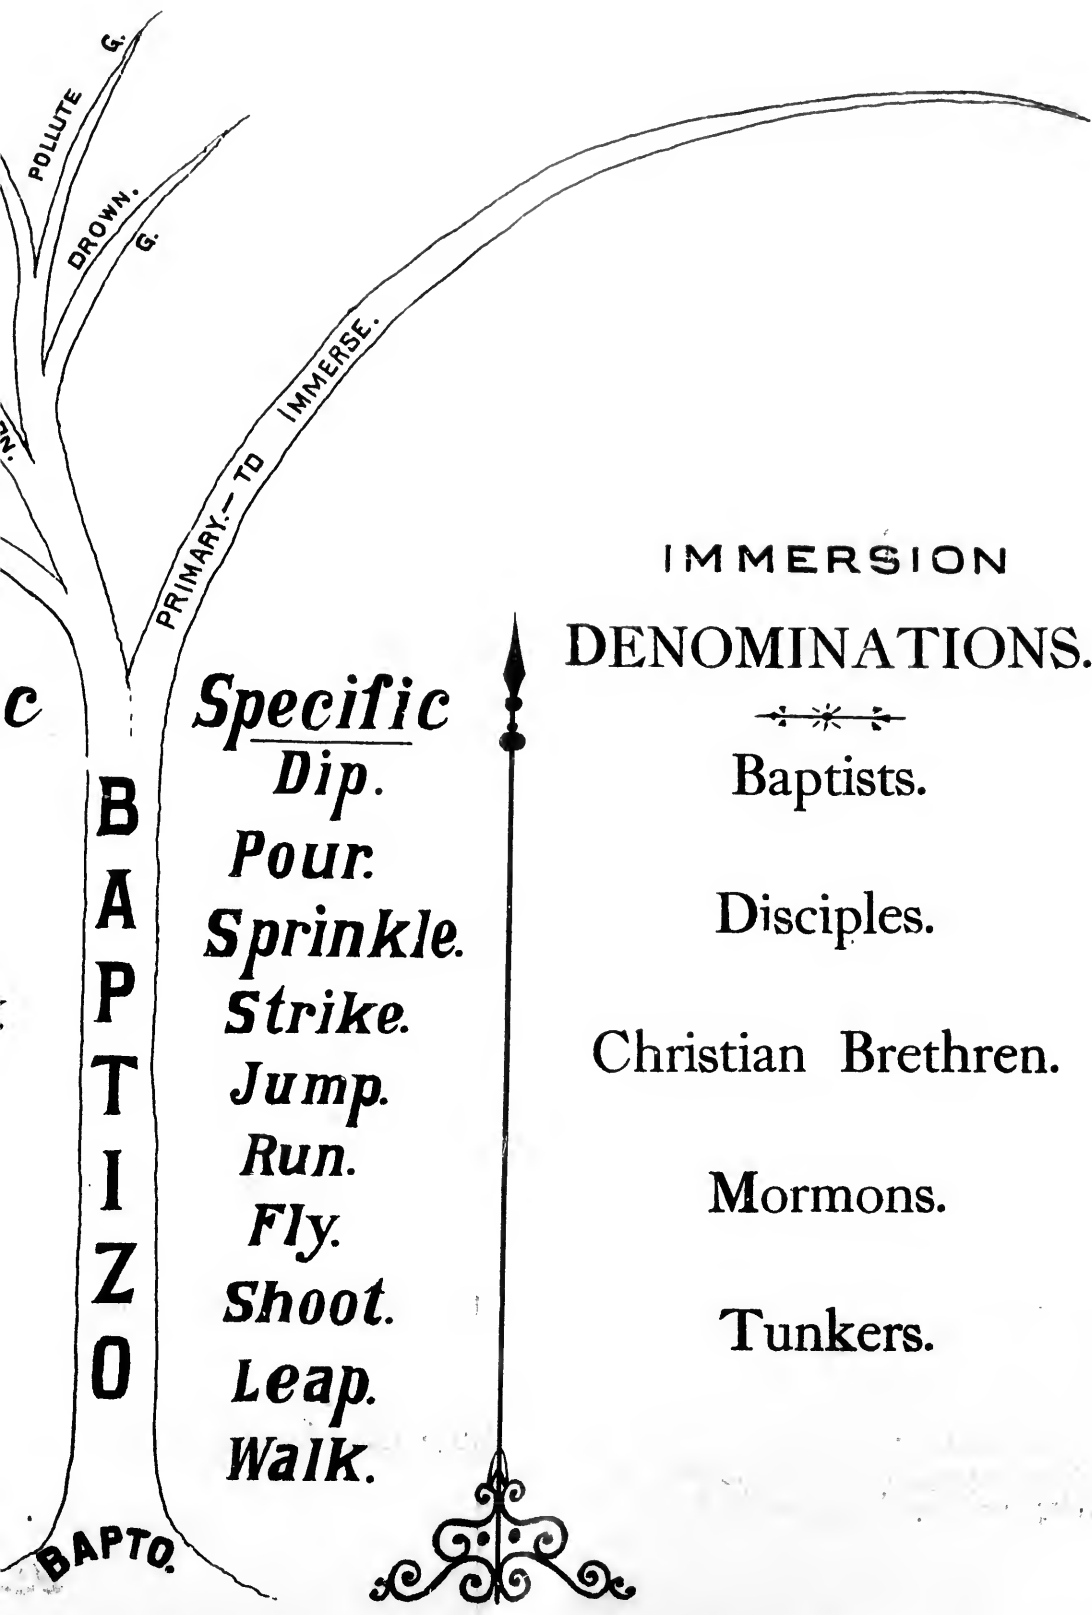 POLLUTE
G.
DROWN.
G.
PRIMARY.—TO IMMERSE.
BAPTIZO
BAPTO.
Specific
Dip.
Pour.
Sprinkle.
Strike.
Jump.
Run.
Fly.
Shoot.
Leap.
Walk.
IMMERSION
DENOMINATIONS.
Baptists.
Disciples.
Christian Brethren.
Mormons.
Tunkers.